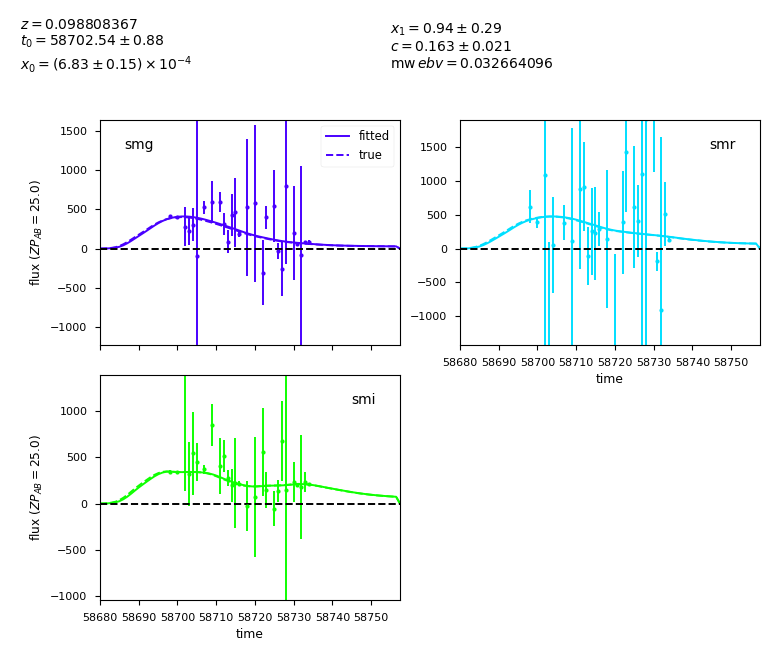 z = 0.098808367
t₀ = 58702.54 ± 0.88
x₀ = (6.83 ± 0.15) × 10⁻⁴
x₁ = 0.94 ± 0.29
c = 0.163 ± 0.021
mw ebv = 0.032664096
smg
fitted
true
1500
1000
500
0
−500
−1000
flux (ZP_AB = 25.0)
smr
1500
1000
500
0
−500
−1000
58680 58690 58700 58710 58720 58730 58740 58750
time
smi
1000
500
0
−500
−1000
flux (ZP_AB = 25.0)
58680 58690 58700 58710 58720 58730 58740 58750
time